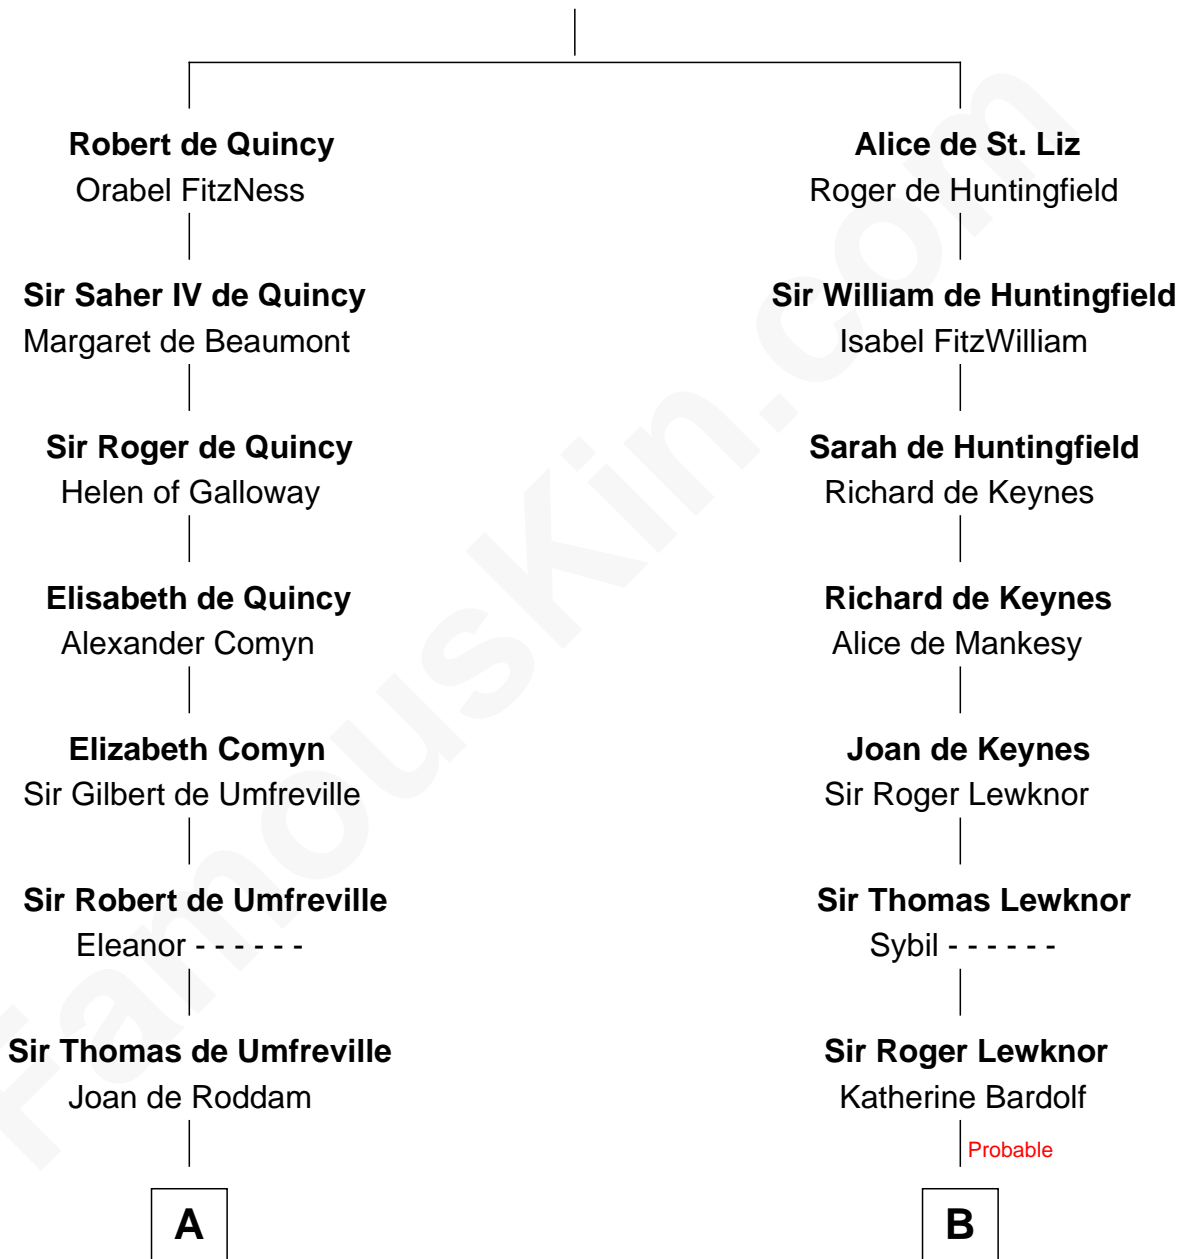 Robert de Quincy
Orabel FitzNess
Sir Saher IV de Quincy
Margaret de Beaumont
Sir Roger de Quincy
Helen of Galloway
Elisabeth de Quincy
Alexander Comyn
Elizabeth Comyn
Sir Gilbert de Umfreville
Sir Robert de Umfreville
Eleanor - - - - - -
Sir Thomas de Umfreville
Joan de Roddam
A
Alice de St. Liz
Roger de Huntingfield
Sir William de Huntingfield
Isabel FitzWilliam
Sarah de Huntingfield
Richard de Keynes
Richard de Keynes
Alice de Mankesy
Joan de Keynes
Sir Roger Lewknor
Sir Thomas Lewknor
Sybil - - - - - -
Sir Roger Lewknor
Katherine Bardolf
Probable
B
FamousKin.com